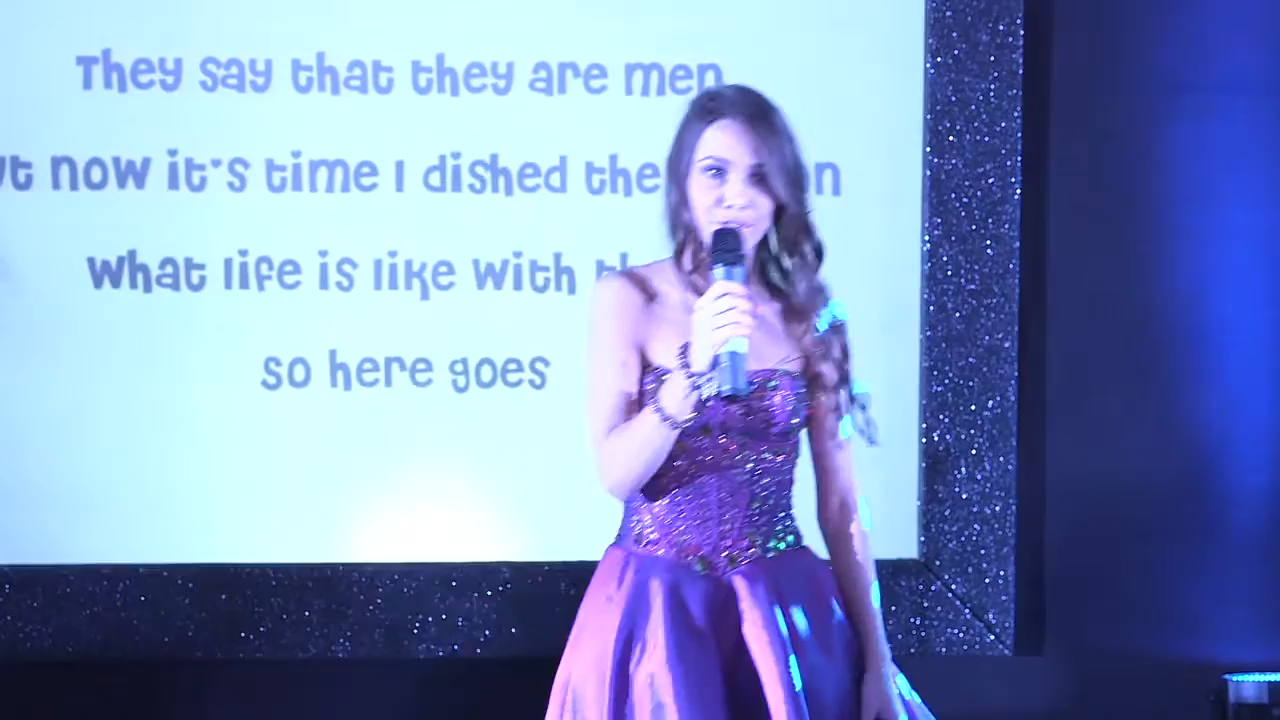 They say that they are men
now it's time I dished the
What life is like with
so here goes